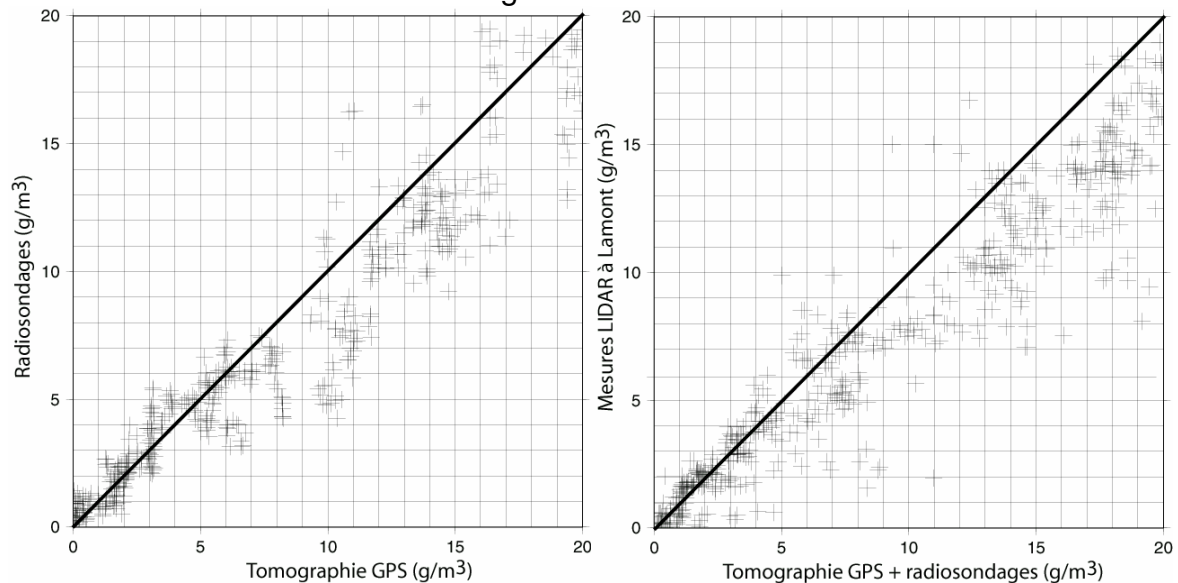 g
20
15
10
5
0
Radiosondages (g/m3)
0 5 10 15 20
Tomographie GPS (g/m3)
20
15
10
5
0
Mesures LIDAR à Lamont (g/m3)
0 5 10 15 20
Tomographie GPS + radiosondages (g/m3)